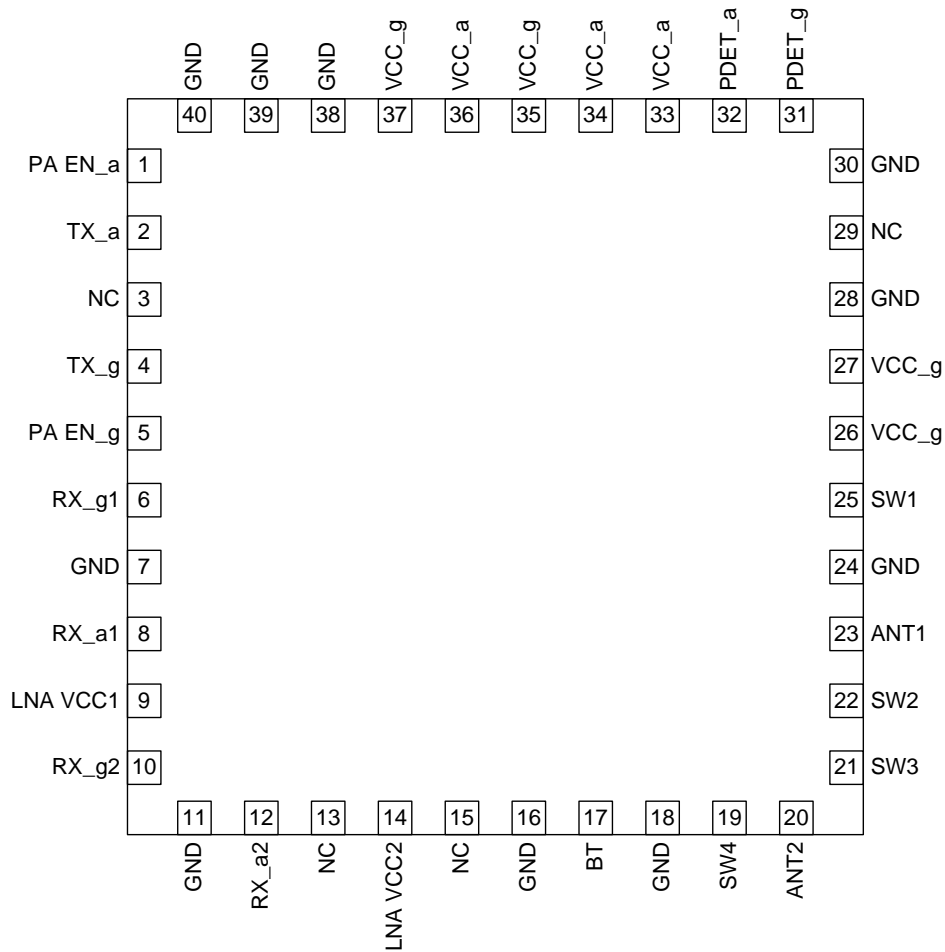 GND GND GND VCC_g VCC_a VCC_g VCC_a VCC_a PDET_a PDET_g
40 39 38 37 36 35 34 33 32 31
PA EN_a 1 30 GND
TX_a 2 29 NC
NC 3 28 GND
TX_g 4 27 VCC_g
PA EN_g 5 26 VCC_g
RX_g1 6 25 SW1
GND 7 24 GND
RX_a1 8 23 ANT1
LNA VCC1 9 22 SW2
RX_g2 10 21 SW3
11 12 13 14 15 16 17 18 19 20
GND RX_a2 NC LNA VCC2 NC GND BT GND SW4 ANT2